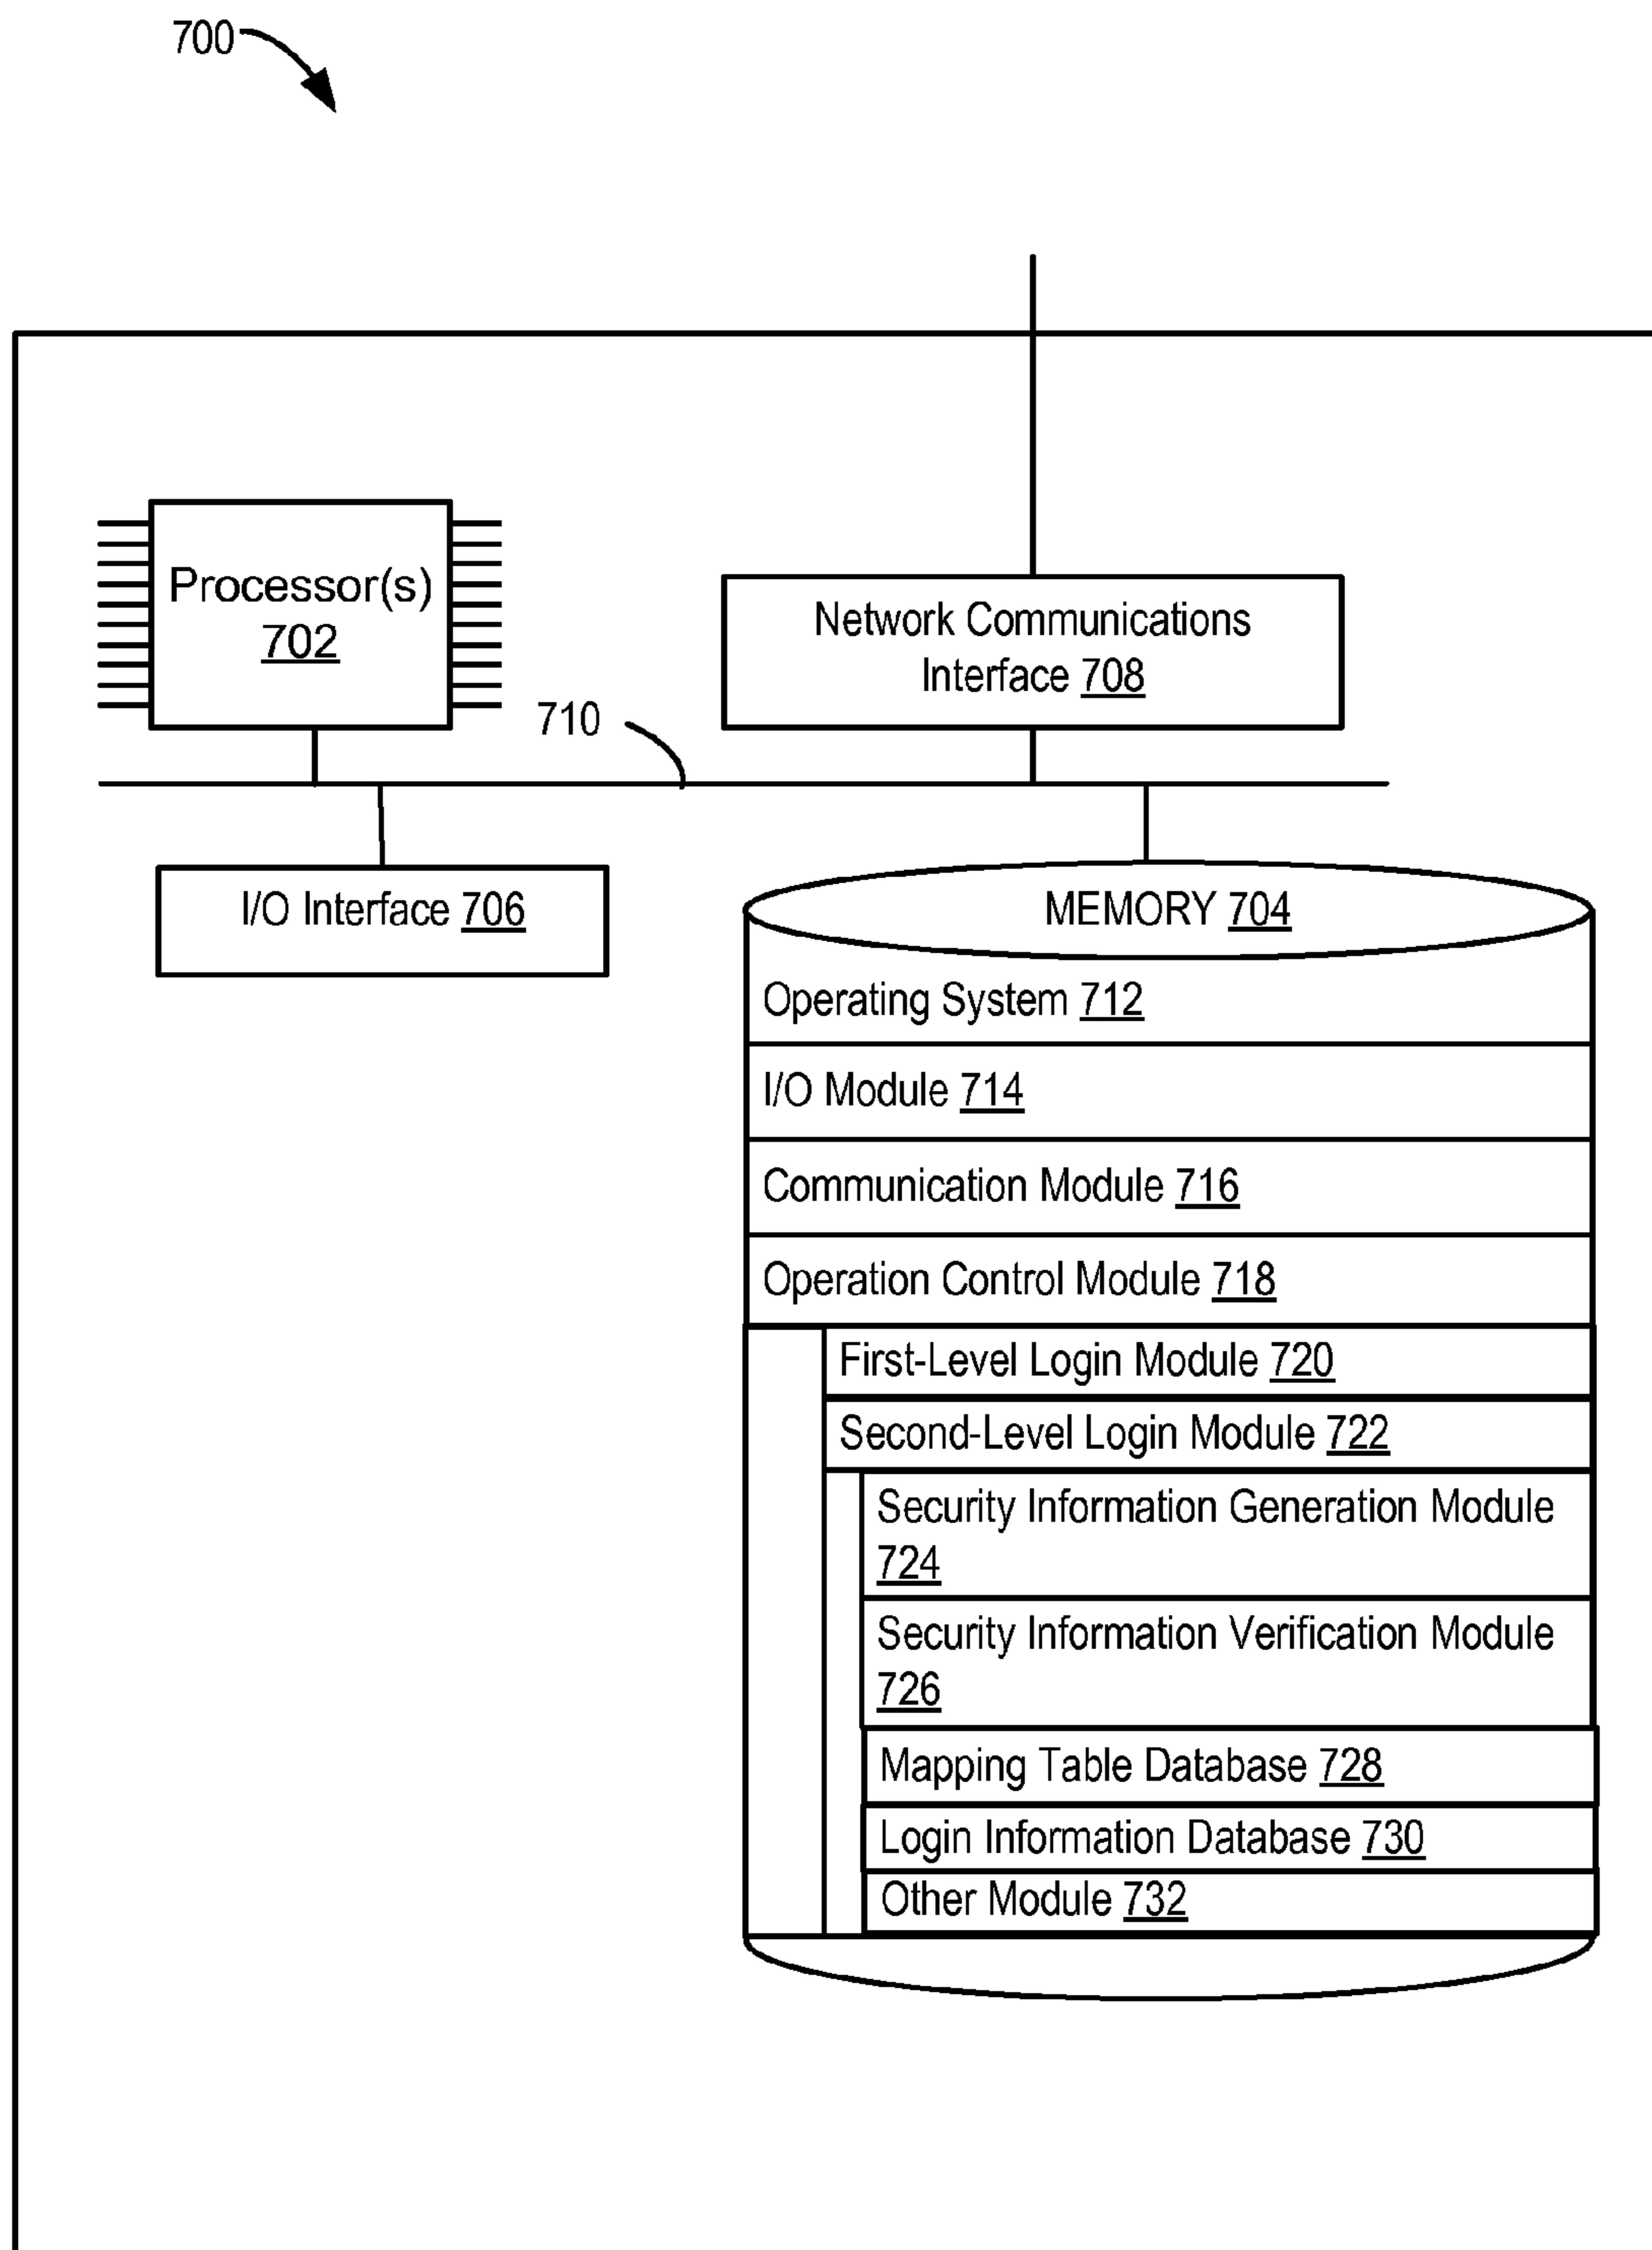 700
Processor(s)
702
Network Communications
Interface 708
710
I/O Interface 706
MEMORY 704
Operating System 712
I/O Module 714
Communication Module 716
Operation Control Module 718
First-Level Login Module 720
Second-Level Login Module 722
Security Information Generation Module
724
Security Information Verification Module
726
Mapping Table Database 728
Login Information Database 730
Other Module 732